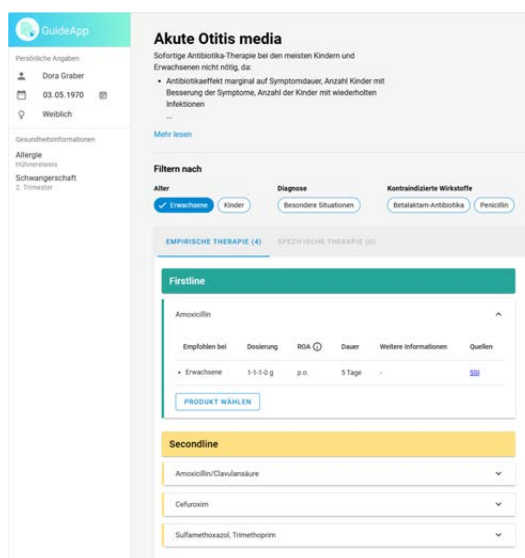 GuideApp
Persönliche Angaben
Dora Graber
03.05.1970
Weiblich
Gesundheitsinformationen
Allergie
Hühnereiweis
Schwangerschaft
2. Trimester
Akute Otitis media
Sofortige Antibiotika-Therapie bei den meisten Kindern und
Erwachsenen nicht nötig, da:
• Antibiotikaeffekt marginal auf Symptomdauer, Anzahl Kinder mit
Besserung der Symptome, Anzahl der Kinder mit wiederholten
Infektionen
...
Mehr lesen
Filtern nach
Alter Diagnose Kontraindizierte Wirkstoffe
Erwachsene Kinder Besondere Situationen Betalaktam-Antibiotika Penicillin
EMPIRISCHE THERAPIE (4) SPEZIFISCHE THERAPIE (0)
Firstline
Amoxicillin
Empfohlen bei Dosierung ROA Dauer Weitere Informationen Quellen
• Erwachsene 1-1-1-0 g p.o. 5 Tage - SSI
PRODUKT WÄHLEN
Secondline
Amoxicillin/Clavulansäure
Cefuroxim
Sulfamethoxazol, Trimethoprim